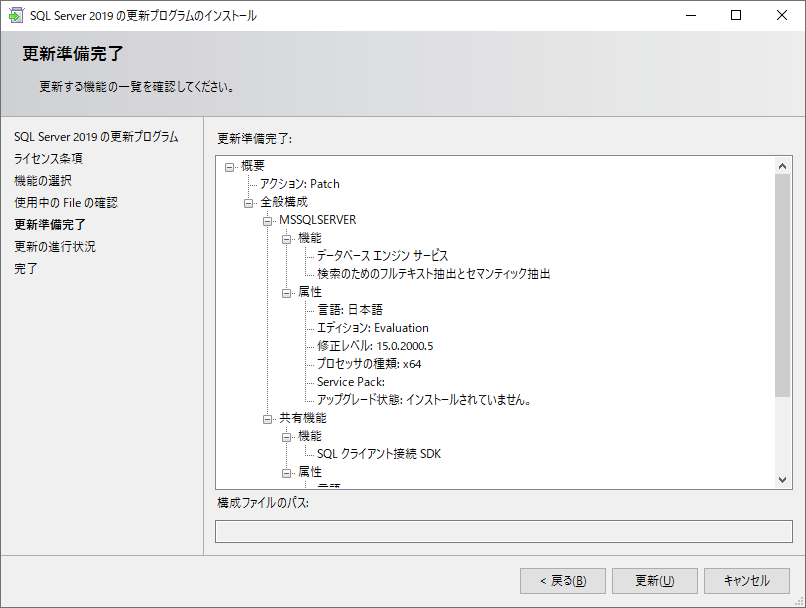 SQL Server 2019 の更新プログラムのインストール
更新準備完了
更新する機能の一覧を確認してください。
SQL Server 2019 の更新プログラム
ライセンス条項
機能の選択
使用中の File の確認
更新準備完了
更新の進行状況
完了
更新準備完了:
概要
アクション: Patch
全般構成
MSSQLSERVER
機能
データベース エンジン サービス
検索のためのフルテキスト抽出とセマンティック抽出
属性
言語: 日本語
エディション: Evaluation
修正レベル: 15.0.2000.5
プロセッサの種類: x64
Service Pack:
アップグレード状態: インストールされていません。
共有機能
機能
SQL クライアント接続 SDK
属性
構成ファイルのパス:
< 戻る(B)
更新(U)
キャンセル